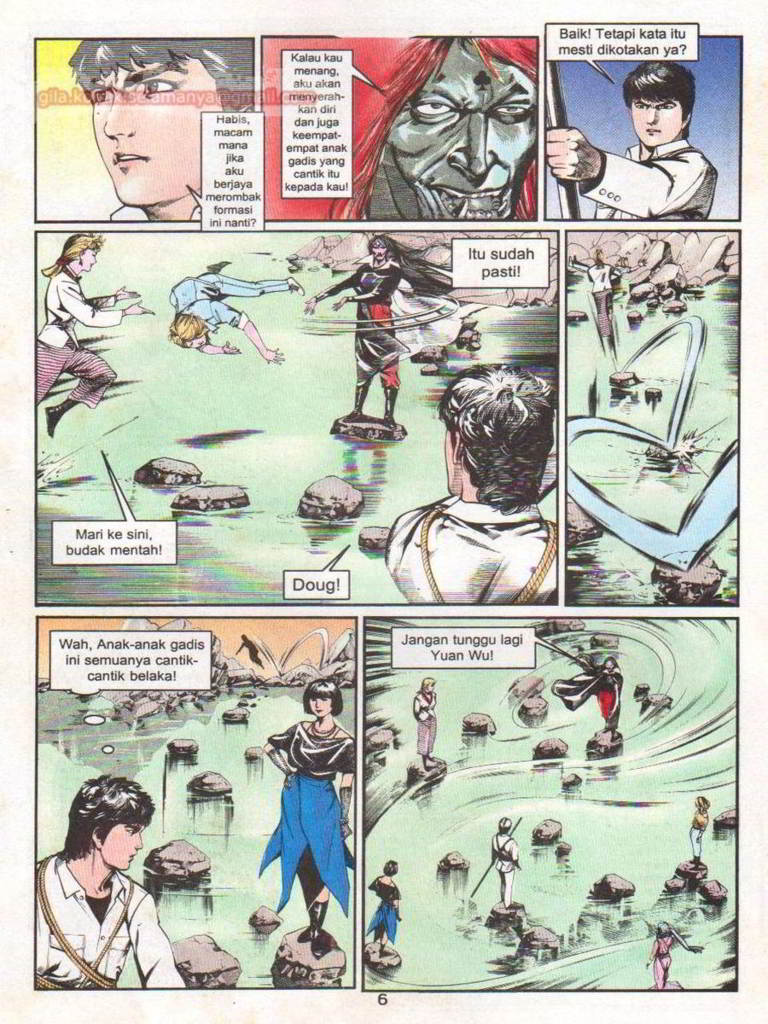 Habis,
macam
mana
jika
aku
berjaya
merombak
formasi
ini nanti?
Kalau kau
menang,
aku akan
menyerah-
kan diri
dan juga
keempat-
empat anak
gadis yang
cantik itu
kepada kau!
Baik! Tetapi kata itu
mesti dikotakan ya?
Itu sudah
pasti!
Mari ke sini,
budak mentah!
Doug!
Wah, Anak-anak gadis
ini semuanya cantik-
cantik belaka!
Jangan tunggu lagi
Yuan Wu!
6